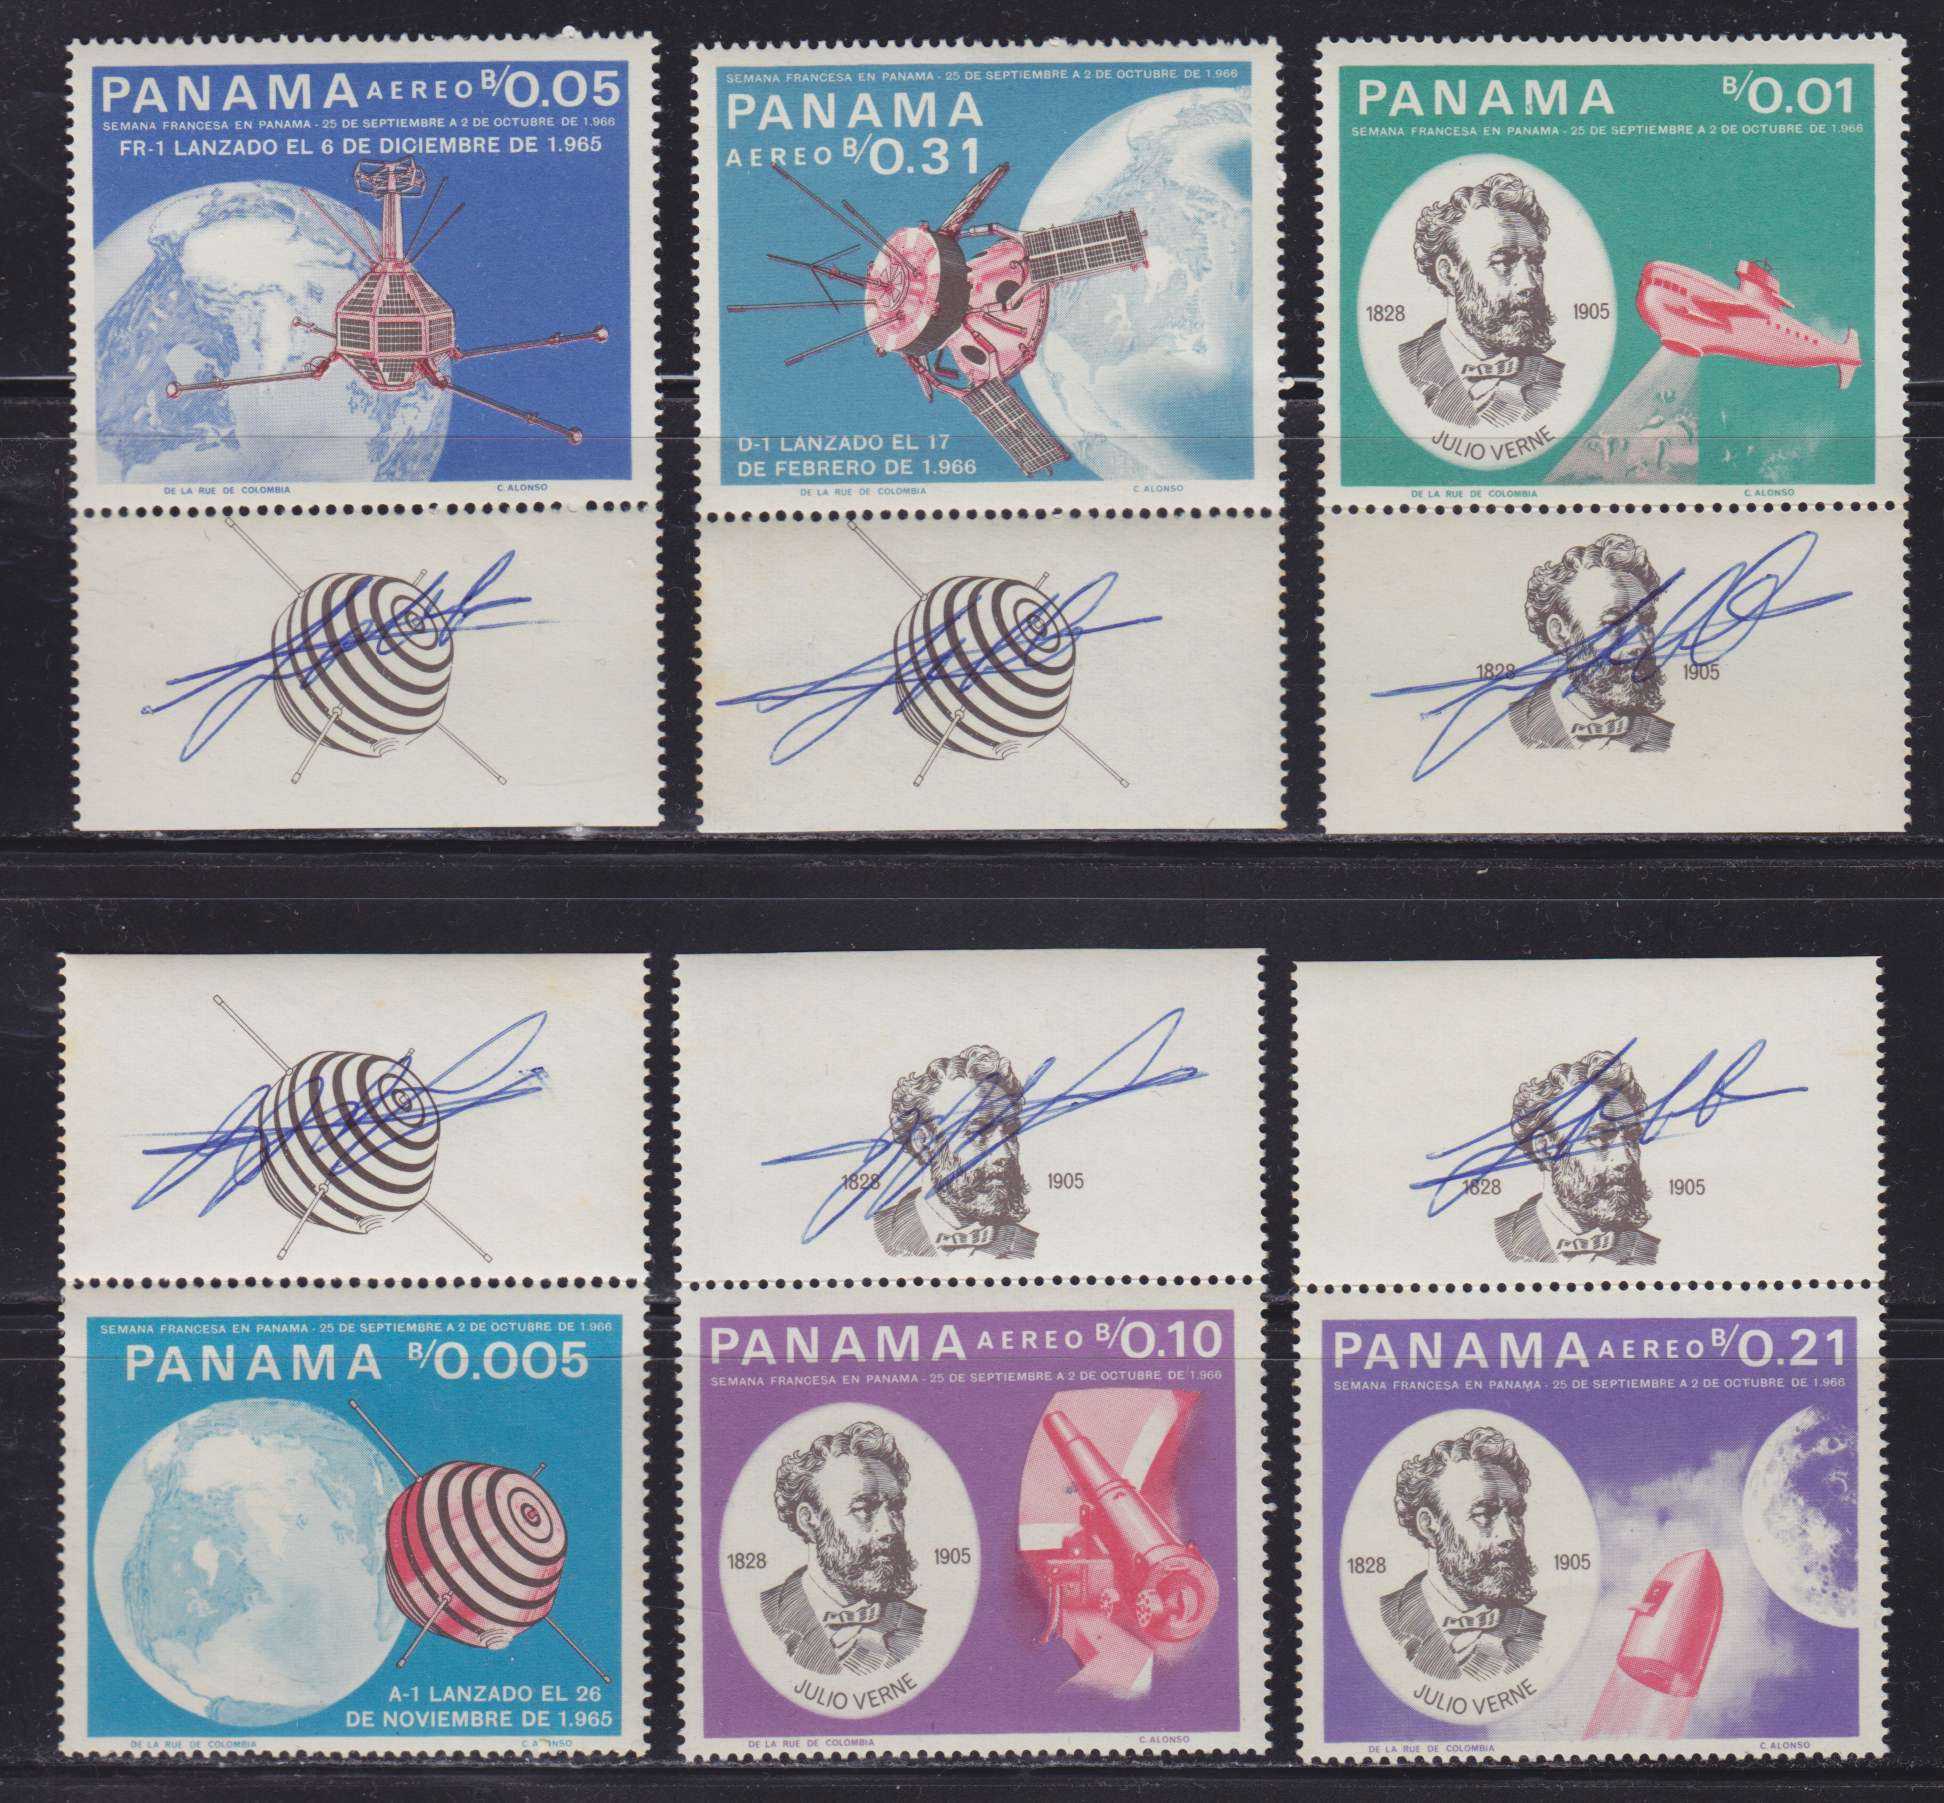 PANAMA AEREO B/0.05
SEMANA FRANCESA EN PANAMA - 25 DE SEPTIEMBRE A 2 DE OCTUBRE DE 1.966
FR-1 LANZADO EL 6 DE DICIEMBRE DE 1.965
DE LA RUE DE COLOMBIA C. ALONSO
SEMANA FRANCESA EN PANAMA - 25 DE SEPTIEMBRE A 2 DE OCTUBRE DE 1.966
PANAMA
AEREO B/0.31
D-1 LANZADO EL 17
DE FEBRERO DE 1.966
DE LA RUE DE COLOMBIA C. ALONSO
PANAMA B/0.01
SEMANA FRANCESA EN PANAMA - 25 DE SEPTIEMBRE A 2 DE OCTUBRE DE 1.966
1828 1905
JULIO VERNE
DE LA RUE DE COLOMBIA C. ALONSO
1828 1905
SEMANA FRANCESA EN PANAMA - 25 DE SEPTIEMBRE A 2 DE OCTUBRE DE 1.966
PANAMA B/0.005
A-1 LANZADO EL 26
DE NOVIEMBRE DE 1.965
DE LA RUE DE COLOMBIA C. ALONSO
1828 1905
PANAMA AEREO B/0.10
SEMANA FRANCESA EN PANAMA - 25 DE SEPTIEMBRE A 2 DE OCTUBRE DE 1.966
1828 1905
JULIO VERNE
DE LA RUE DE COLOMBIA C. ALONSO
1828 1905
PANAMA AEREO B/0.21
SEMANA FRANCESA EN PANAMA - 25 DE SEPTIEMBRE A 2 DE OCTUBRE DE 1.966
1828 1905
JULIO VERNE
DE LA RUE DE COLOMBIA C. ALONSO